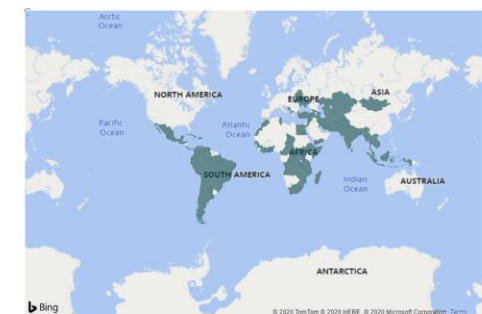 Arctic
Ocean
NORTH AMERICA
EUROPE
ASIA
Pacific
Ocean
Atlantic
Ocean
AFRICA
SOUTH AMERICA
Indian
Ocean
AUSTRALIA
ANTARCTICA
Bing
© 2020 TomTom © 2020 HERE, © 2020 Microsoft Corporation Terms